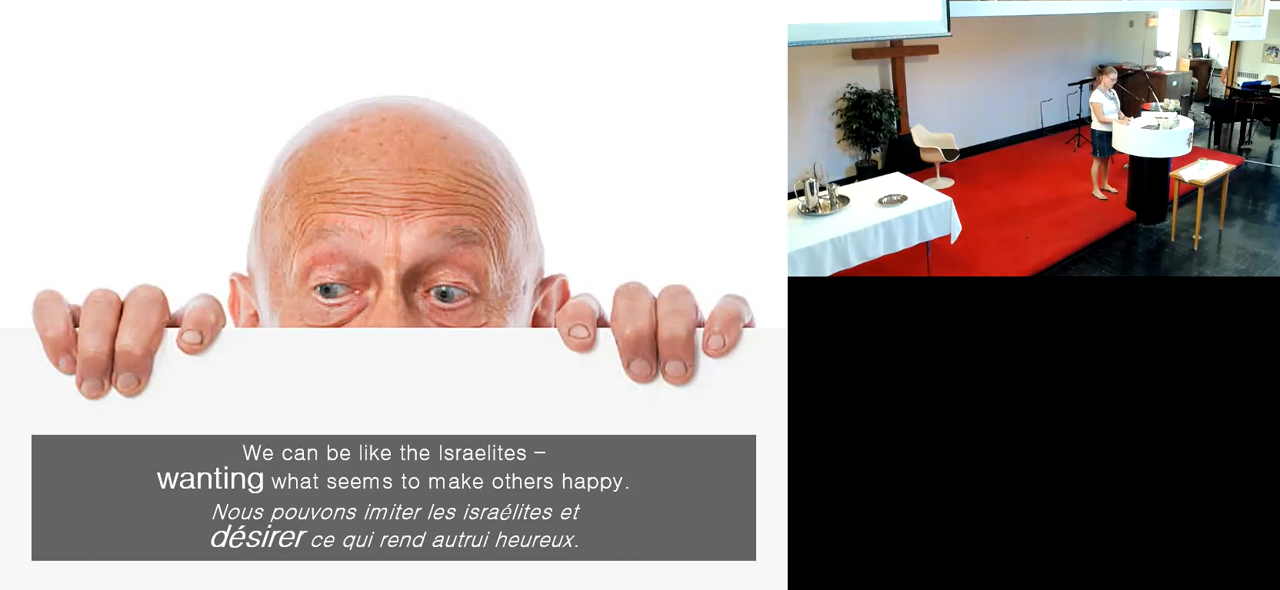 We can be like the Israelites –
wanting what seems to make others happy.
Nous pouvons imiter les israélites et
désirer ce qui rend autrui heureux.